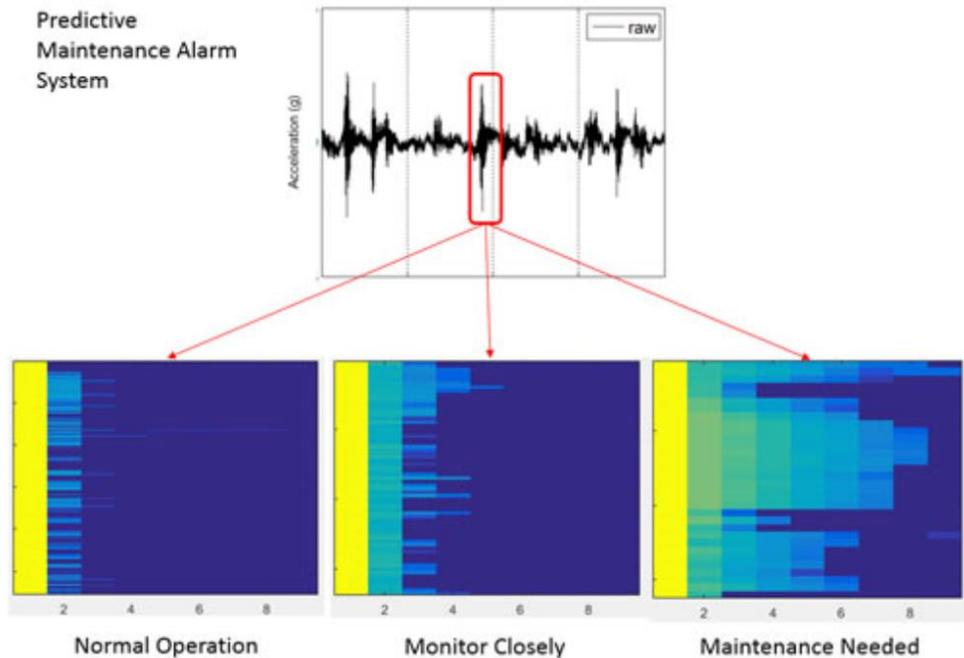 Predictive
Maintenance Alarm
System
raw
Acceleration (g)
2 4 6 8
2 4 6 8
2 4 6 8
Normal Operation
Monitor Closely
Maintenance Needed